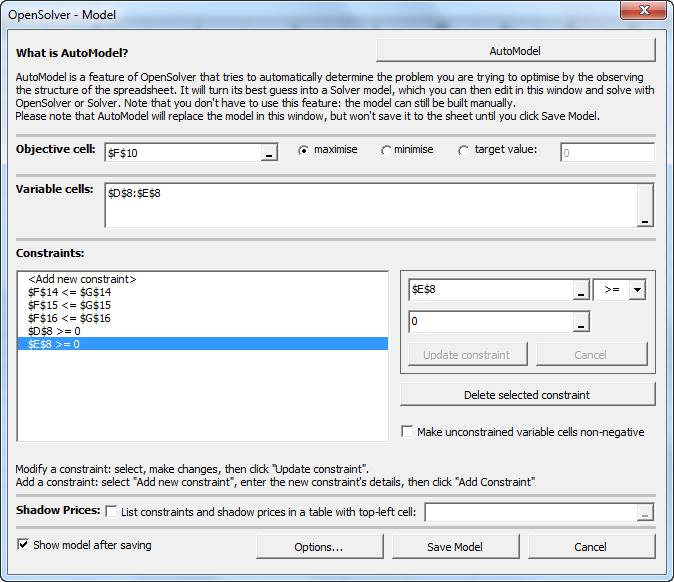 OpenSolver - Model
What is AutoModel?
AutoModel
AutoModel is a feature of OpenSolver that tries to automatically determine the problem you are trying to optimise by the observing
the structure of the spreadsheet. It will turn its best guess into a Solver model, which you can then edit in this window and solve with
OpenSolver or Solver. Note that you don't have to use this feature: the model can still be built manually.
Please note that AutoModel will replace the model in this window, but won't save it to the sheet until you click Save Model.
Objective cell: $F$10 _ maximise minimise target value: 0
Variable cells: $D$8:$E$8 _
Constraints:
<Add new constraint>
$F$14 <= $G$14
$F$15 <= $G$15
$F$16 <= $G$16
$D$8 >= 0
$E$8 >= 0
$E$8 _ >=
0 _
Update constraint Cancel
Delete selected constraint
Make unconstrained variable cells non-negative
Modify a constraint: select, make changes, then click "Update constraint".
Add a constraint: select "Add new constraint", enter the new constraint's details, then click "Add Constraint"
Shadow Prices: List constraints and shadow prices in a table with top-left cell: _
Show model after saving Options... Save Model Cancel